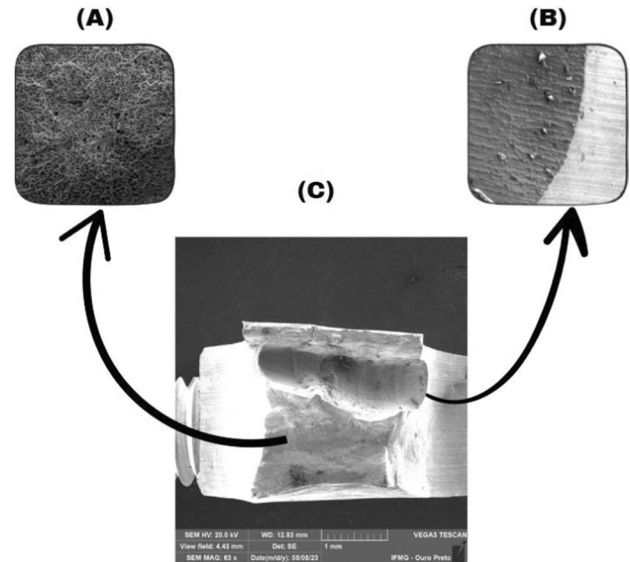 (A)
(B)
(C)
SEM HV: 20.0 kV WD: 12.83 mm VEGA3 TESCAN
View field: 4.43 mm Det: SE 1 mm
SEM MAG: 63 x Date(m/d/y): 08/08/23 IFMG - Ouro Preto